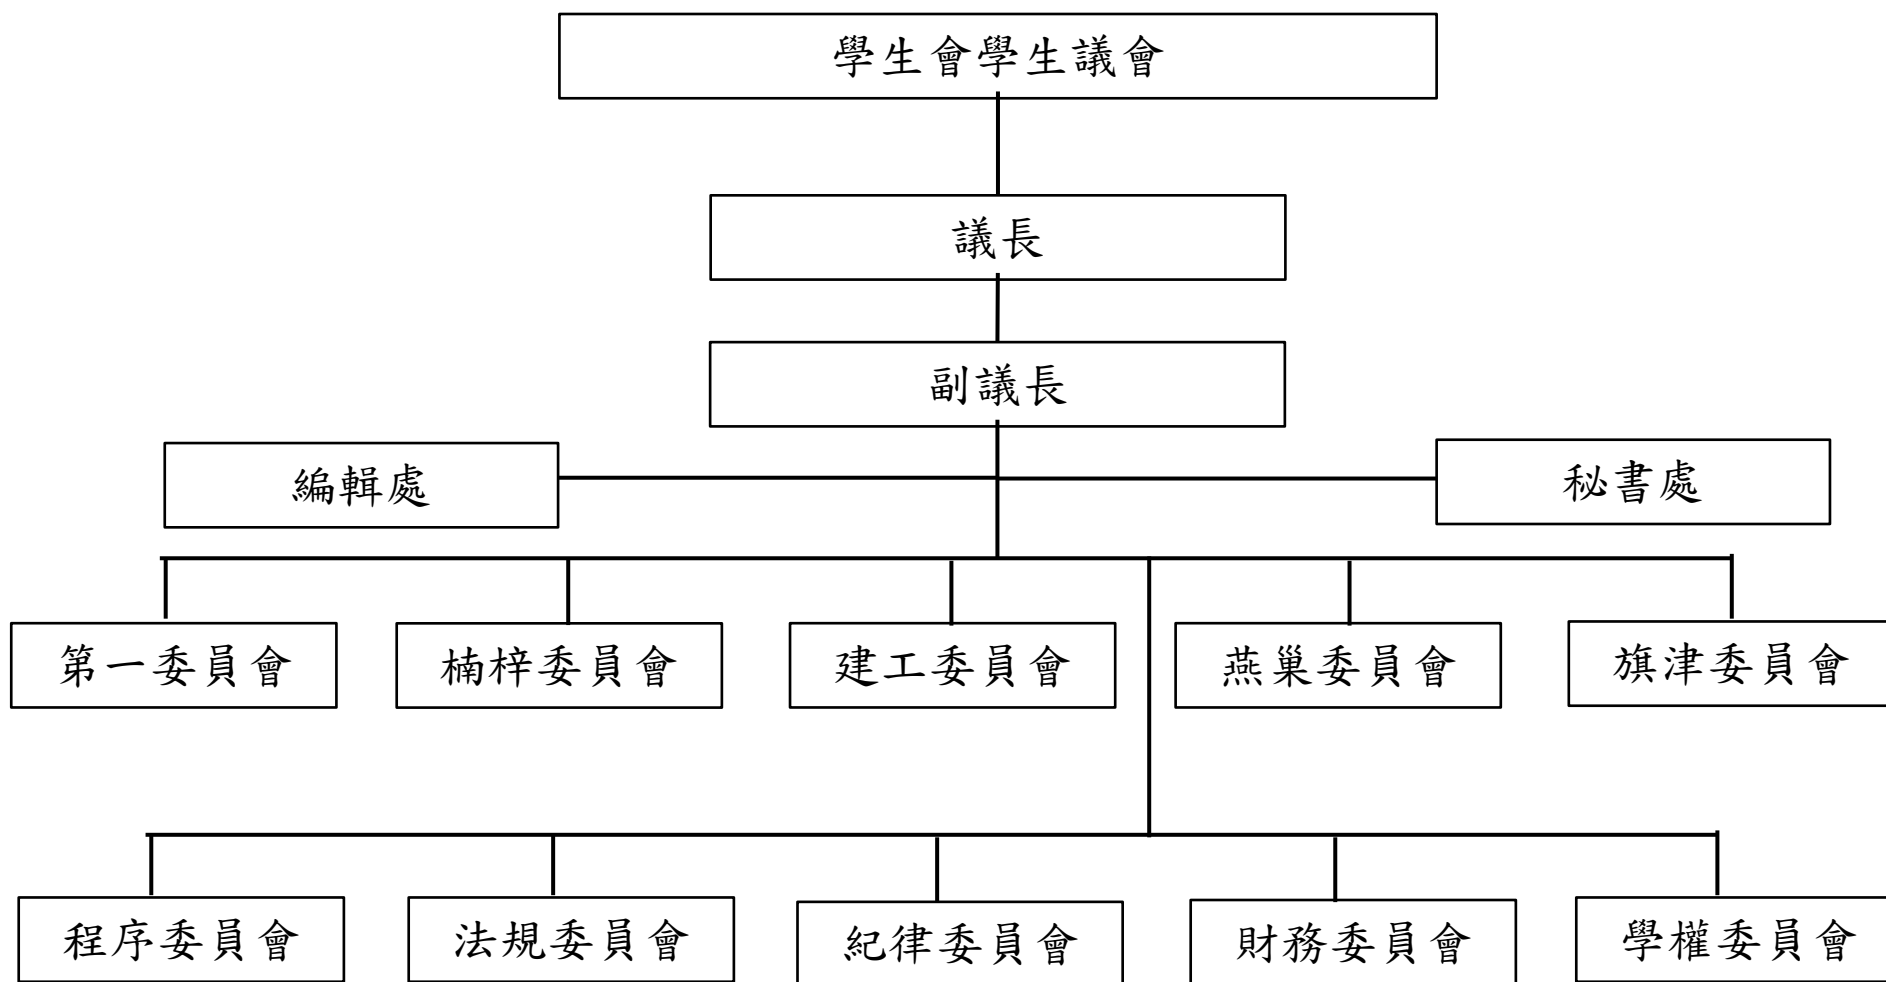 學生會學生議會
議長
副議長
編輯處
秘書處
第一委員會
楠梓委員會
建工委員會
燕巢委員會
旗津委員會
程序委員會
法規委員會
紀律委員會
財務委員會
學權委員會